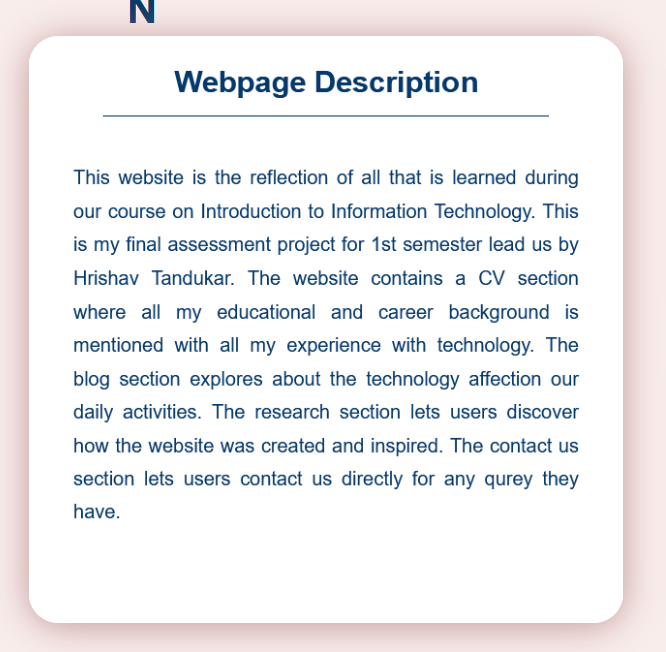 N
Webpage Description
This website is the reflection of all that is learned during
our course on Introduction to Information Technology. This
is my final assessment project for 1st semester lead us by
Hrishav Tandukar. The website contains a CV section
where all my educational and career background is
mentioned with all my experience with technology. The
blog section explores about the technology affection our
daily activities. The research section lets users discover
how the website was created and inspired. The contact us
section lets users contact us directly for any qurey they
have.